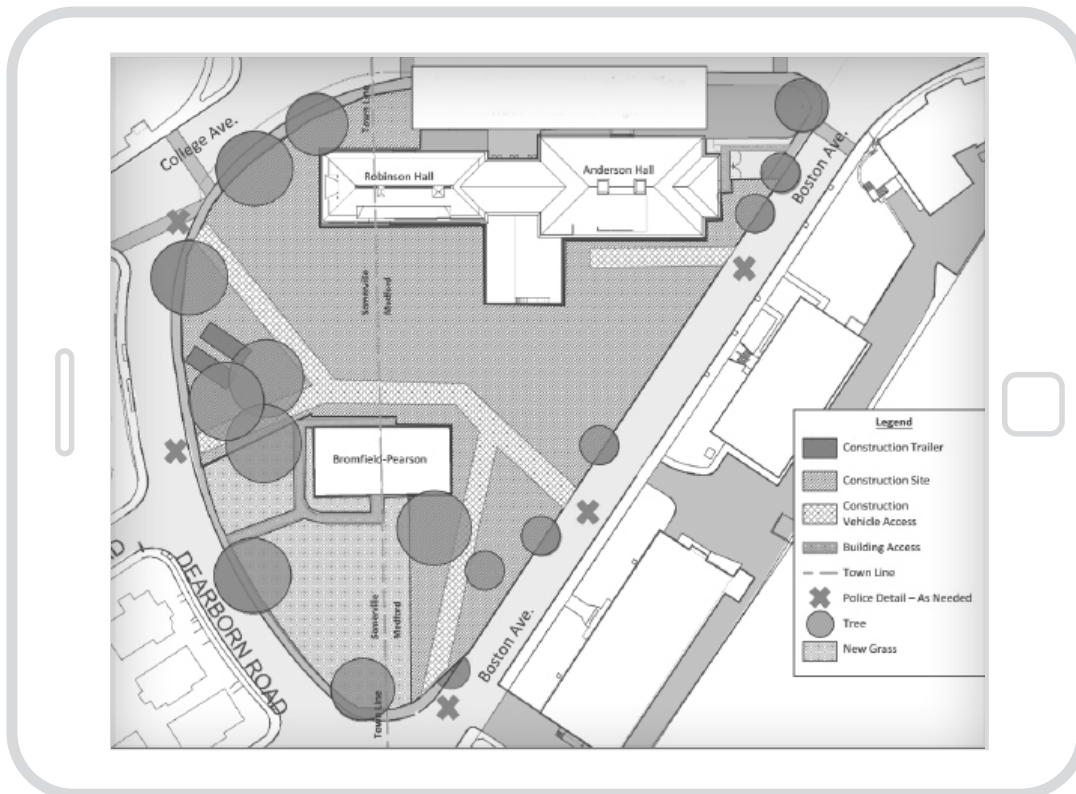 College Ave.
Town Line
Robinson Hall
Anderson Hall
Boston Ave.
Somerville
Medford
Bromfield-Pearson
DEARBORN ROAD
Somerville
Medford
Town Line
Boston Ave.
Legend
Construction Trailer
Construction Site
Construction
Vehicle Access
Building Access
Town Line
Police Detail – As Needed
Tree
New Grass